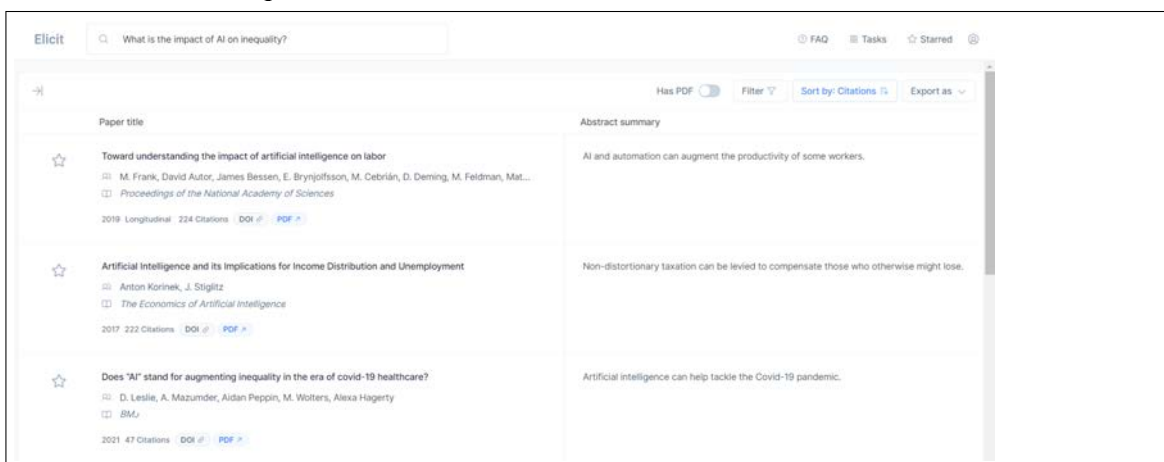 Elicit
What is the impact of AI on inequality?
FAQ
Tasks
Starred
Has PDF
Filter
Sort by: Citations
Export as
Paper title
Abstract summary
Toward understanding the impact of artificial intelligence on labor
AI and automation can augment the productivity of some workers.
M. Frank, David Autor, James Bessen, E. Brynjolfsson, M. Cebrián, D. Deming, M. Feldman, Mat...
Proceedings of the National Academy of Sciences
2019 Longitudinal 224 Citations DOI PDF
Artificial Intelligence and its Implications for Income Distribution and Unemployment
Non-distortionary taxation can be levied to compensate those who otherwise might lose.
Anton Korinek, J. Stiglitz
The Economics of Artificial Intelligence
2017 222 Citations DOI PDF
Does "AI" stand for augmenting inequality in the era of covid-19 healthcare?
Artificial intelligence can help tackle the Covid-19 pandemic.
D. Leslie, A. Mazumder, Aidan Peppin, M. Wolters, Alexa Hagerty
BMJ
2021 47 Citations DOI PDF